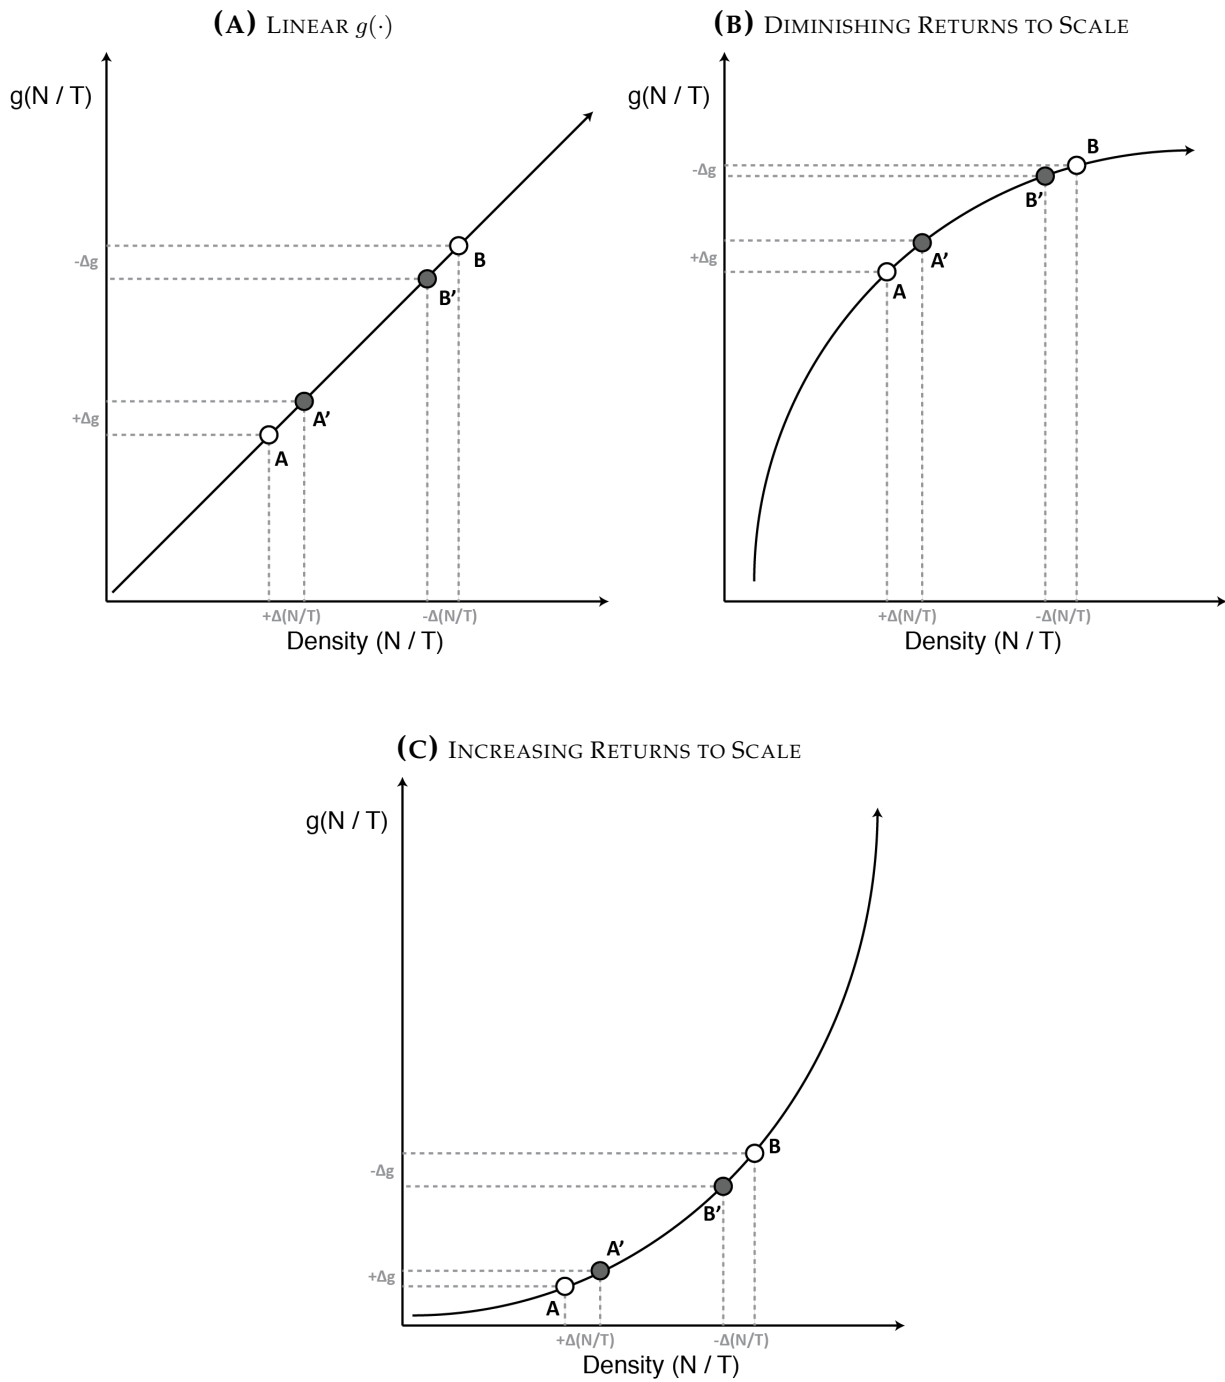 (A) LINEAR g(·)
g(N / T)
-Δg
B
B’
+Δg
A’
A
+Δ(N/T)
-Δ(N/T)
Density (N / T)
(B) DIMINISHING RETURNS TO SCALE
g(N / T)
B
-Δg
B’
+Δg
A’
A
+Δ(N/T)
-Δ(N/T)
Density (N / T)
(C) INCREASING RETURNS TO SCALE
g(N / T)
B
-Δg
B’
A’
+Δg
A
+Δ(N/T)
-Δ(N/T)
Density (N / T)